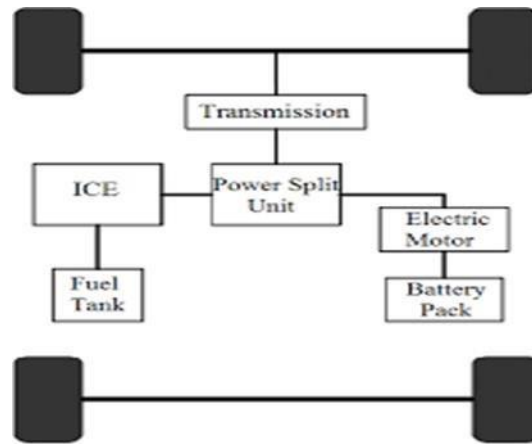 Transmission
ICE
Power Split
Unit
Electric
Motor
Fuel
Tank
Battery
Pack